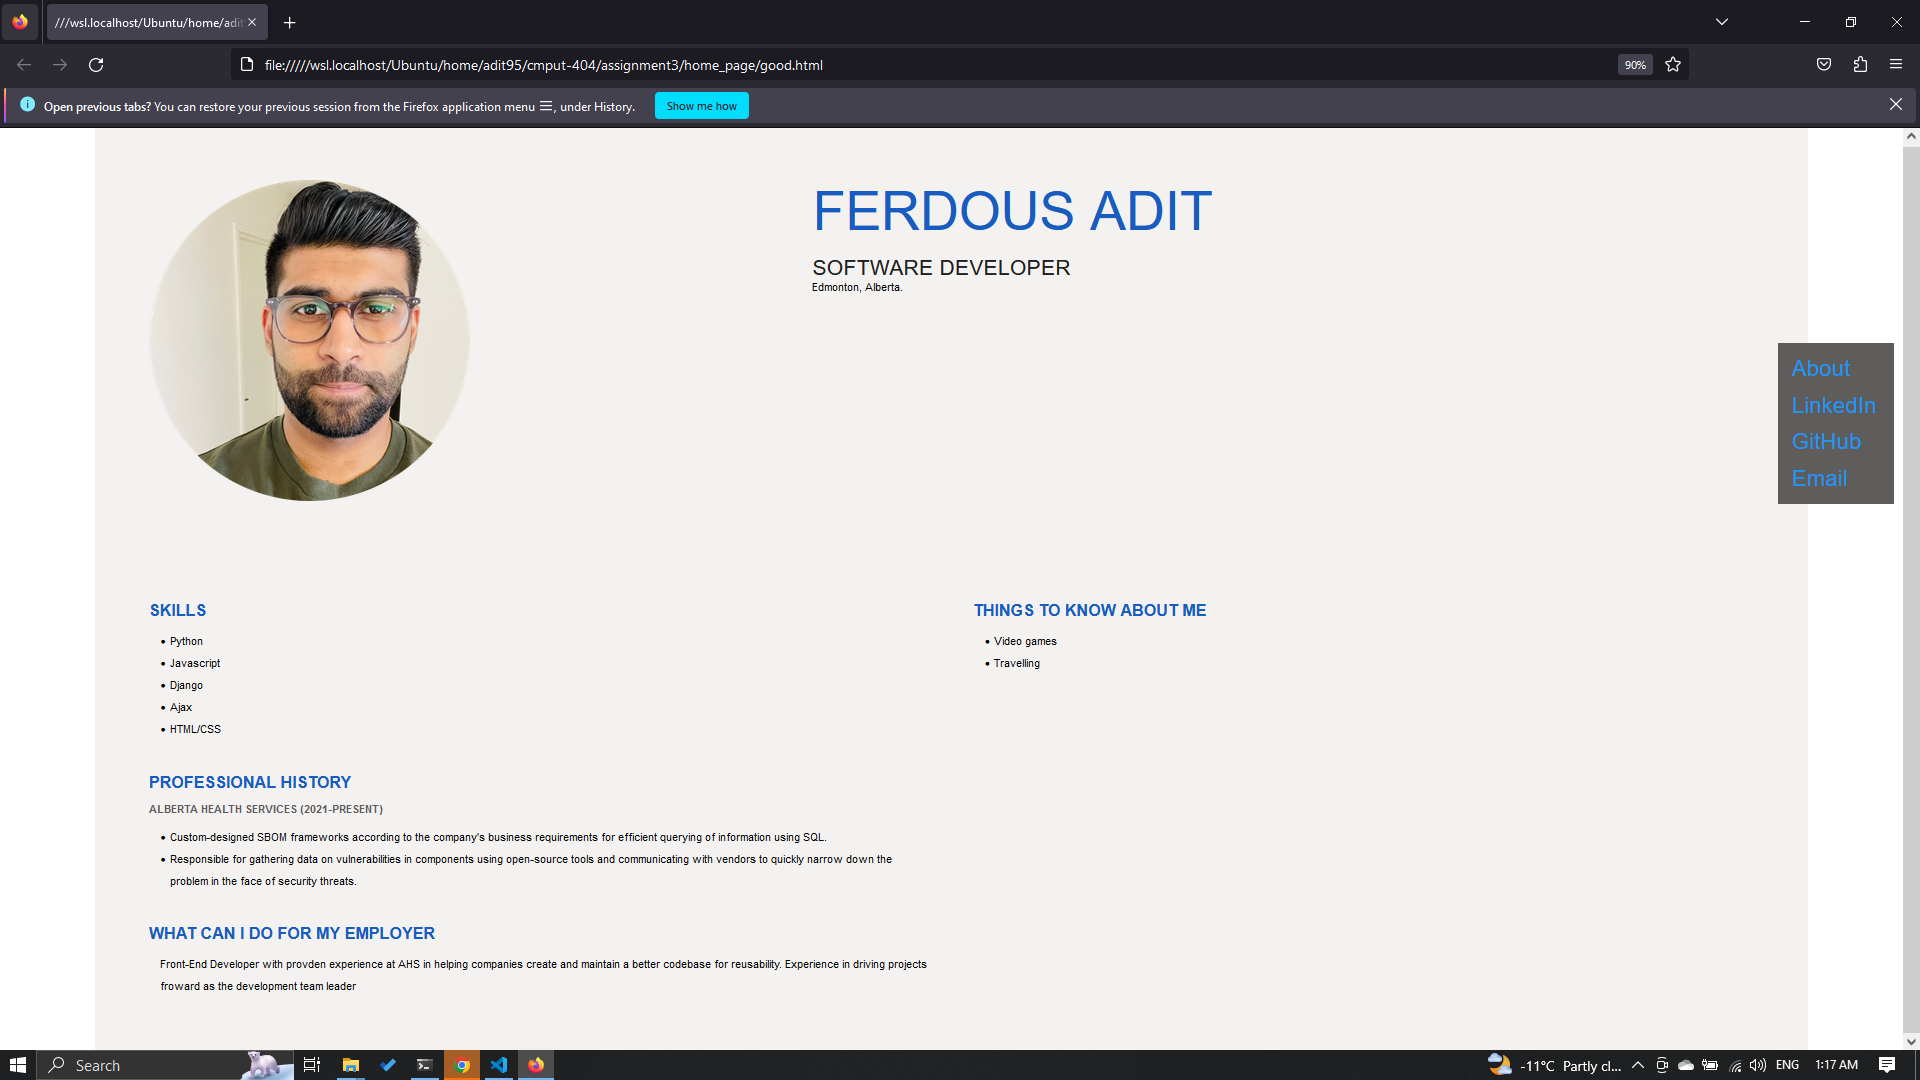 ///wsl.localhost/Ubuntu/home/adit
file://///wsl.localhost/Ubuntu/home/adit95/cmput-404/assignment3/home_page/good.html
90%
Open previous tabs? You can restore your previous session from the Firefox application menu ☰, under History.
Show me how
FERDOUS ADIT
SOFTWARE DEVELOPER
Edmonton, Alberta.
About
LinkedIn
GitHub
Email
SKILLS
• Python
• Javascript
• Django
• Ajax
• HTML/CSS
THINGS TO KNOW ABOUT ME
• Video games
• Travelling
PROFESSIONAL HISTORY
ALBERTA HEALTH SERVICES (2021-PRESENT)
• Custom-designed SBOM frameworks according to the company's business requirements for efficient querying of information using SQL.
• Responsible for gathering data on vulnerabilities in components using open-source tools and communicating with vendors to quickly narrow down the
problem in the face of security threats.
WHAT CAN I DO FOR MY EMPLOYER
Front-End Developer with provden experience at AHS in helping companies create and maintain a better codebase for reusability. Experience in driving projects
froward as the development team leader
Search
-11°C Partly cl...
ENG
1:17 AM